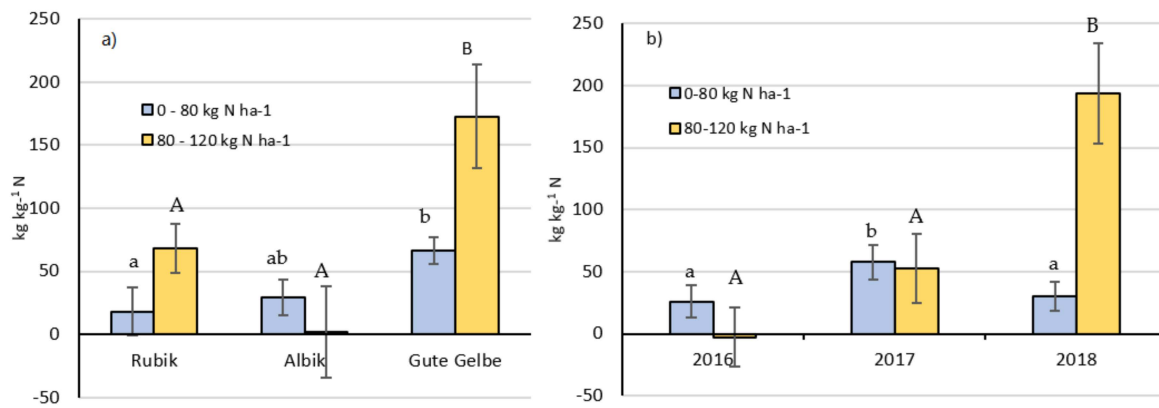 a)
250
200
150
100
50
0
-50
kg kg⁻¹ N
0 - 80 kg N ha-1
80 - 120 kg N ha-1
a
A
ab
A
b
B
Rubik
Albik
Gute Gelbe
b)
250
200
150
100
50
0
-50
kg kg⁻¹ N
0-80 kg N ha-1
80-120 kg N ha-1
a
A
b
A
a
B
2016
2017
2018